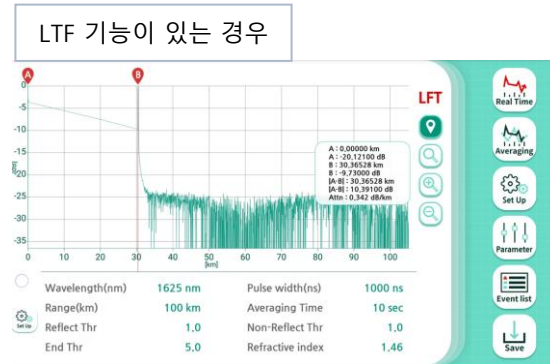 LTF 기능이 있는 경우
A
B
LFT
0
-5
-10
-15
-20
-25
-30
-35
[dB]
0 10 20 30 40 50 60 70 80 90 100
[km]
A : 0,00000 km
A : -20,12100 dB
B : 30,36528 km
B : -9,73000 dB
[A-B] : 30,36528 km
[A-B] : 10,39100 dB
Attn : 0,342 dB/km
Real Time
Averaging
Set Up
Parameter
Event list
Save
Set Up
Wavelength(nm) 1625 nm Pulse width(ns) 1000 ns
Range(km) 100 km Averaging Time 10 sec
Reflect Thr 1.0 Non-Reflect Thr 1.0
End Thr 5.0 Refractive index 1.46